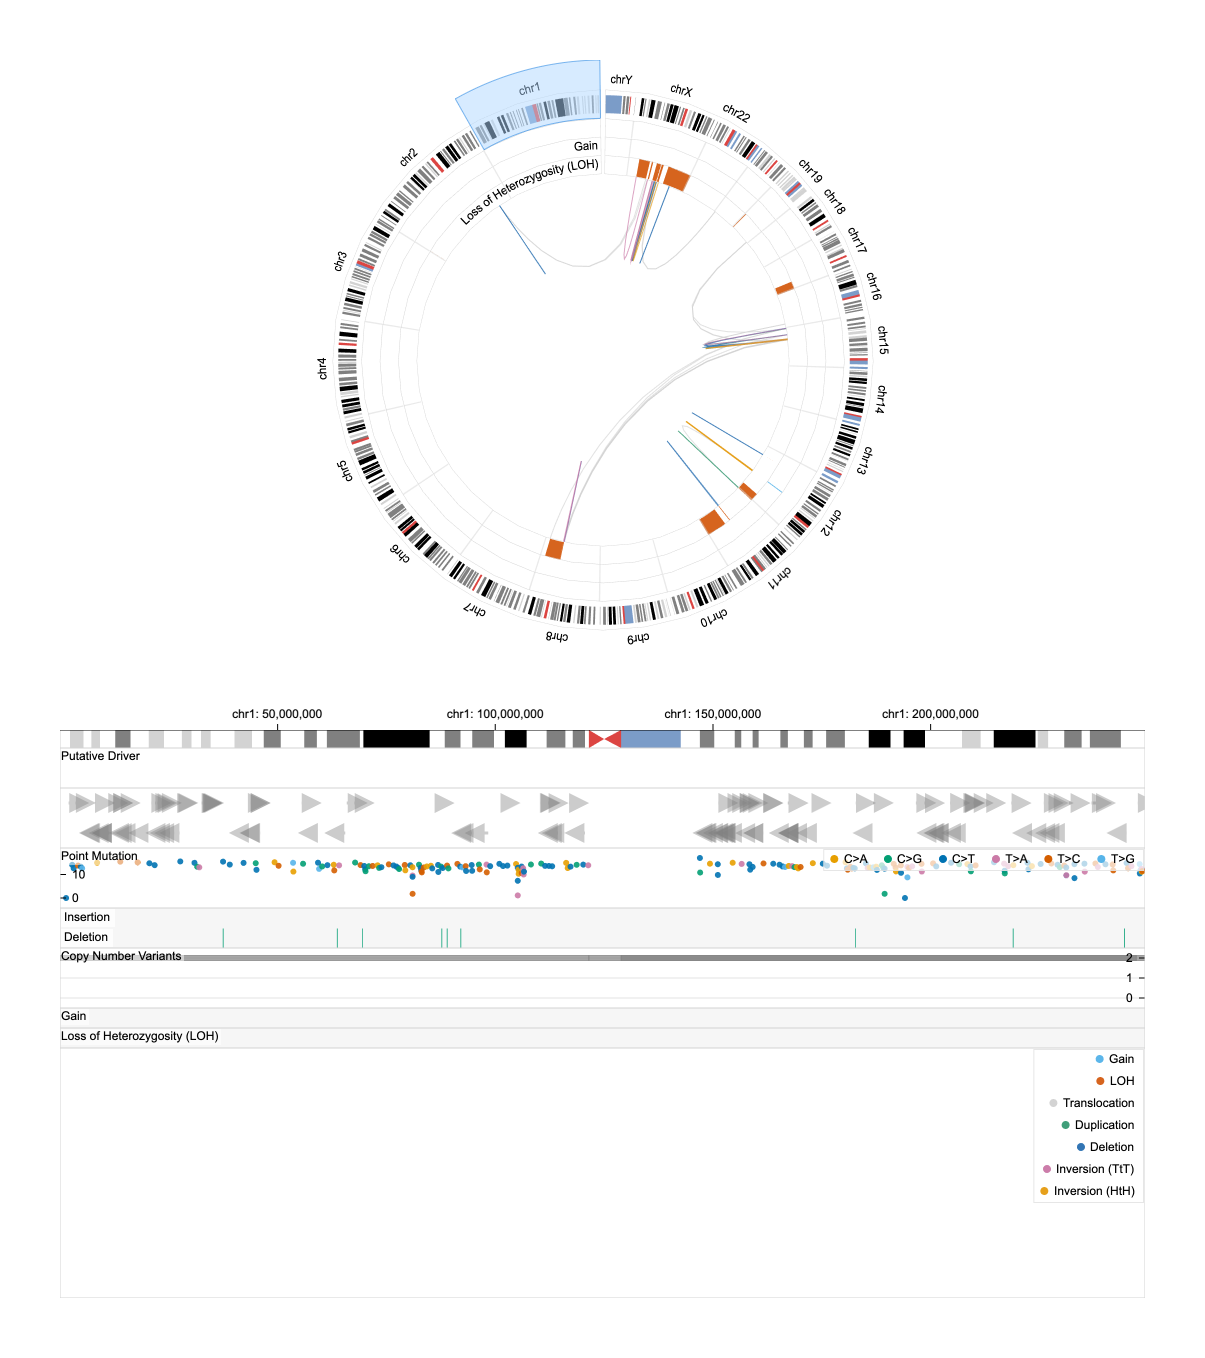 chr1
chrY
chrX
chr22
chr19
chr18
chr17
chr16
chr15
chr14
chr13
chr12
chr11
chr10
chr9
chr8
chr7
chr6
chr5
chr4
chr3
chr2
Gain
Loss of Heterozygosity (LOH)
chr1: 50,000,000 chr1: 100,000,000 chr1: 150,000,000 chr1: 200,000,000
Putative Driver
Point Mutation C>A C>G C>T T>A T>C T>G
10
0
Insertion
Deletion
Copy Number Variants 2
1
0
Gain
Loss of Heterozygosity (LOH)
Gain
LOH
Translocation
Duplication
Deletion
Inversion (TtT)
Inversion (HtH)